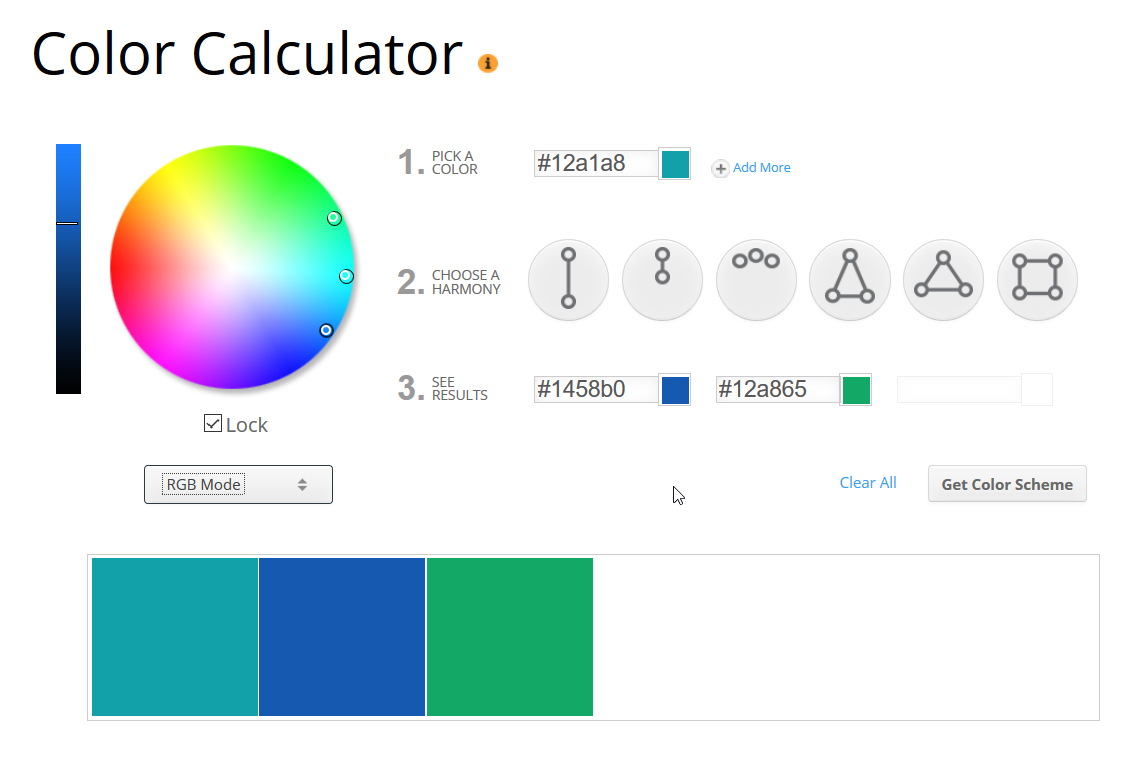 Color Calculator i
1. PICK A
COLOR
#12a1a8
+ Add More
2. CHOOSE A
HARMONY
3. SEE
RESULTS
#1458b0
#12a865
Lock
RGB Mode
Clear All
Get Color Scheme